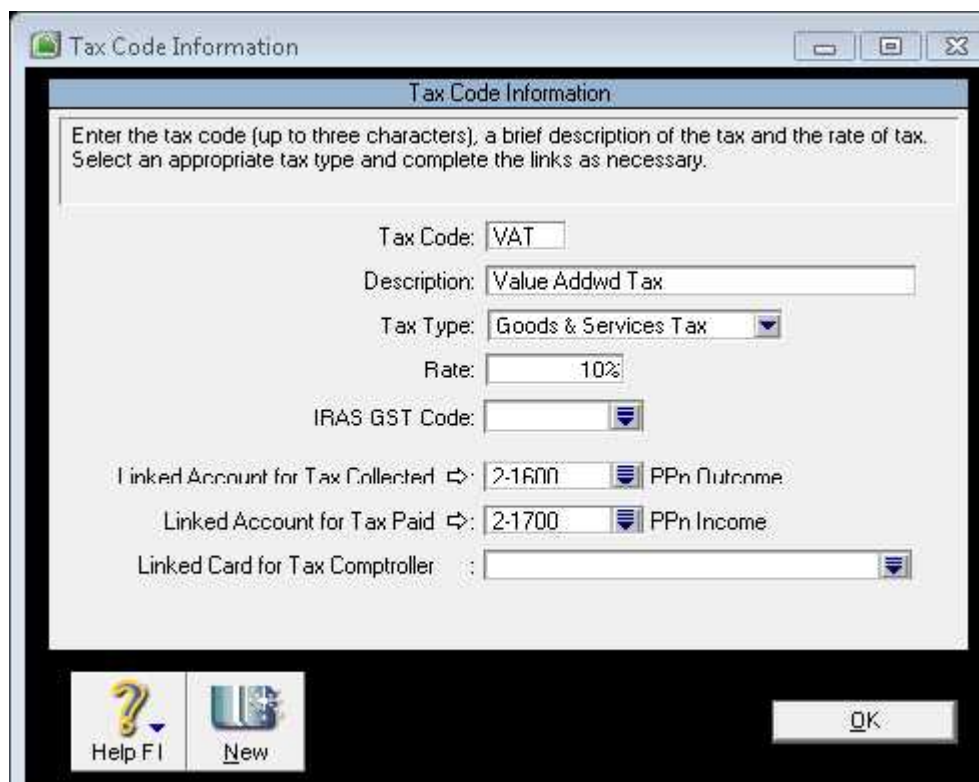 Tax Code Information
Tax Code Information
Enter the tax code (up to three characters), a brief description of the tax and the rate of tax.
Select an appropriate tax type and complete the links as necessary.
Tax Code: VAT
Description: Value Addwd Tax
Tax Type: Goods & Services Tax
Rate: 10%
IRAS GST Code:
Linked Account for Tax Collected ⇨: 2-1600 PPn Outcome
Linked Account for Tax Paid ⇨: 2-1700 PPn Income
Linked Card for Tax Comptroller :
Help F1 New OK